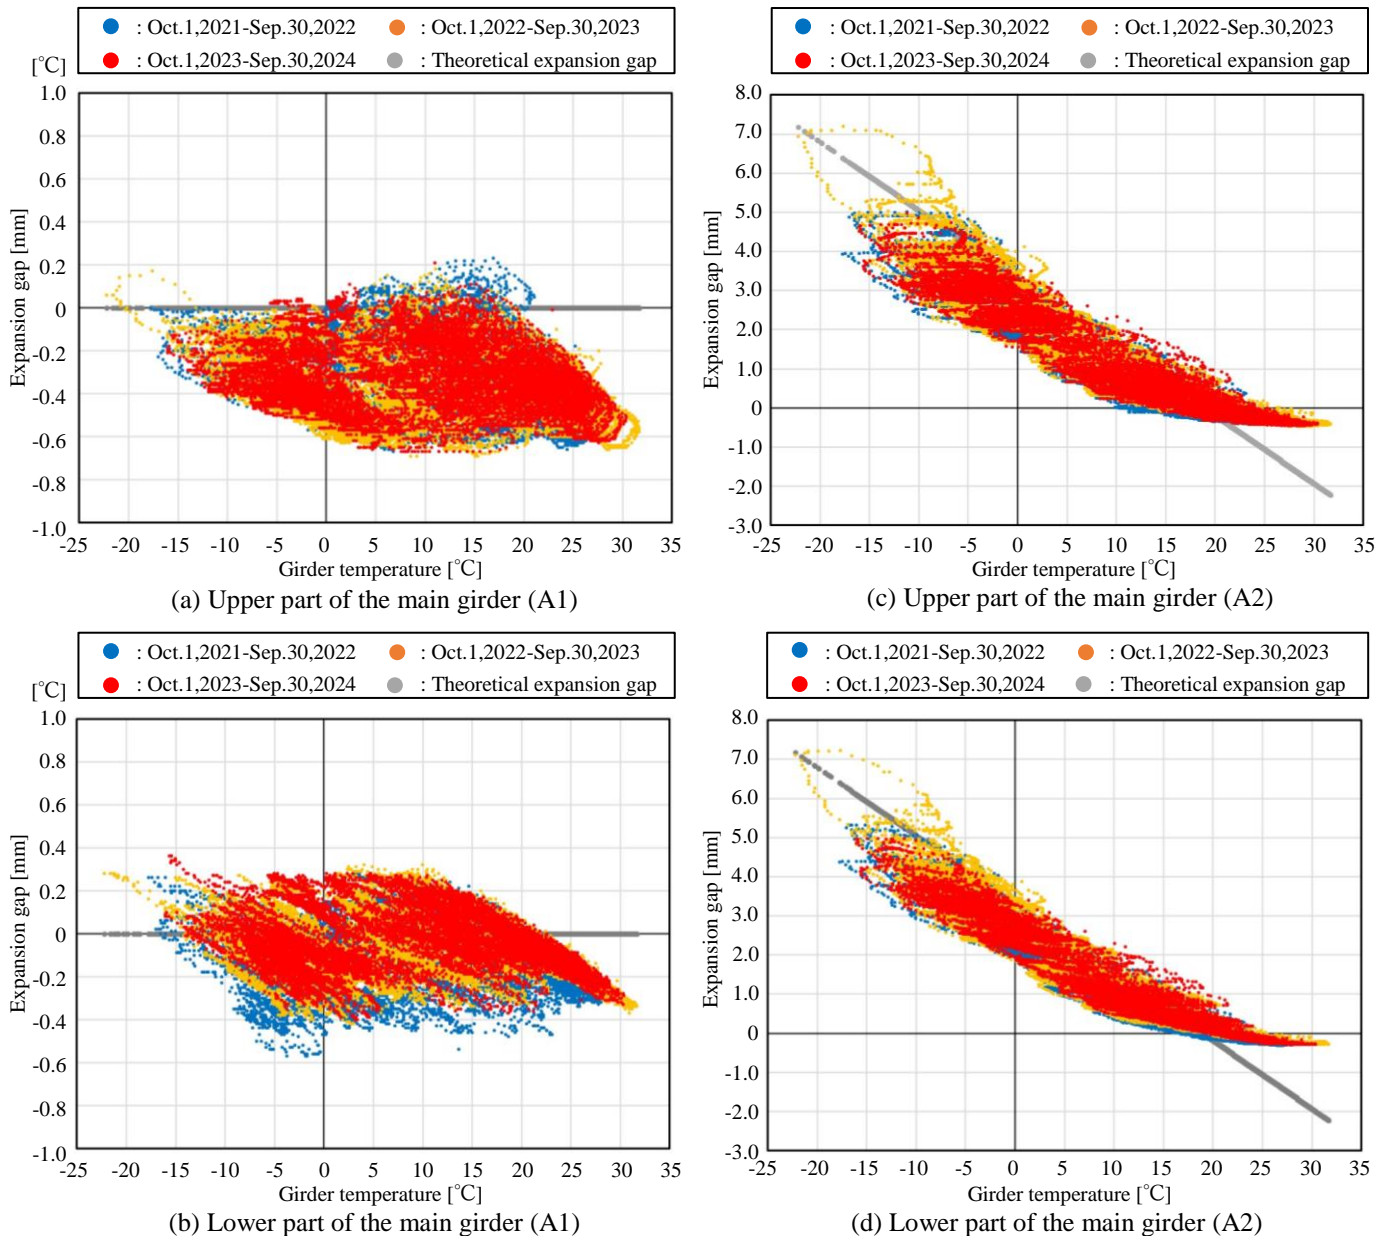 : Oct.1,2021-Sep.30,2022 : Oct.1,2022-Sep.30,2023
: Oct.1,2023-Sep.30,2024 : Theoretical expansion gap
[°C]
1.0
0.8
0.6
0.4
0.2
0
-0.2
-0.4
-0.6
-0.8
-1.0
Expansion gap [mm]
-25 -20 -15 -10 -5 0 5 10 15 20 25 30 35
Girder temperature [°C]
(a) Upper part of the main girder (A1)
: Oct.1,2021-Sep.30,2022 : Oct.1,2022-Sep.30,2023
: Oct.1,2023-Sep.30,2024 : Theoretical expansion gap
8.0
7.0
6.0
5.0
4.0
3.0
2.0
1.0
0
-1.0
-2.0
-3.0
Expansion gap [mm]
-25 -20 -15 -10 -5 0 5 10 15 20 25 30 35
Girder temperature [°C]
(c) Upper part of the main girder (A2)
: Oct.1,2021-Sep.30,2022 : Oct.1,2022-Sep.30,2023
: Oct.1,2023-Sep.30,2024 : Theoretical expansion gap
[°C]
1.0
0.8
0.6
0.4
0.2
0
-0.2
-0.4
-0.6
-0.8
-1.0
Expansion gap [mm]
-25 -20 -15 -10 -5 0 5 10 15 20 25 30 35
Girder temperature [°C]
(b) Lower part of the main girder (A1)
: Oct.1,2021-Sep.30,2022 : Oct.1,2022-Sep.30,2023
: Oct.1,2023-Sep.30,2024 : Theoretical expansion gap
8.0
7.0
6.0
5.0
4.0
3.0
2.0
1.0
0
-1.0
-2.0
-3.0
Expansion gap [mm]
-25 -20 -15 -10 -5 0 5 10 15 20 25 30 35
Girder temperature [°C]
(d) Lower part of the main girder (A2)